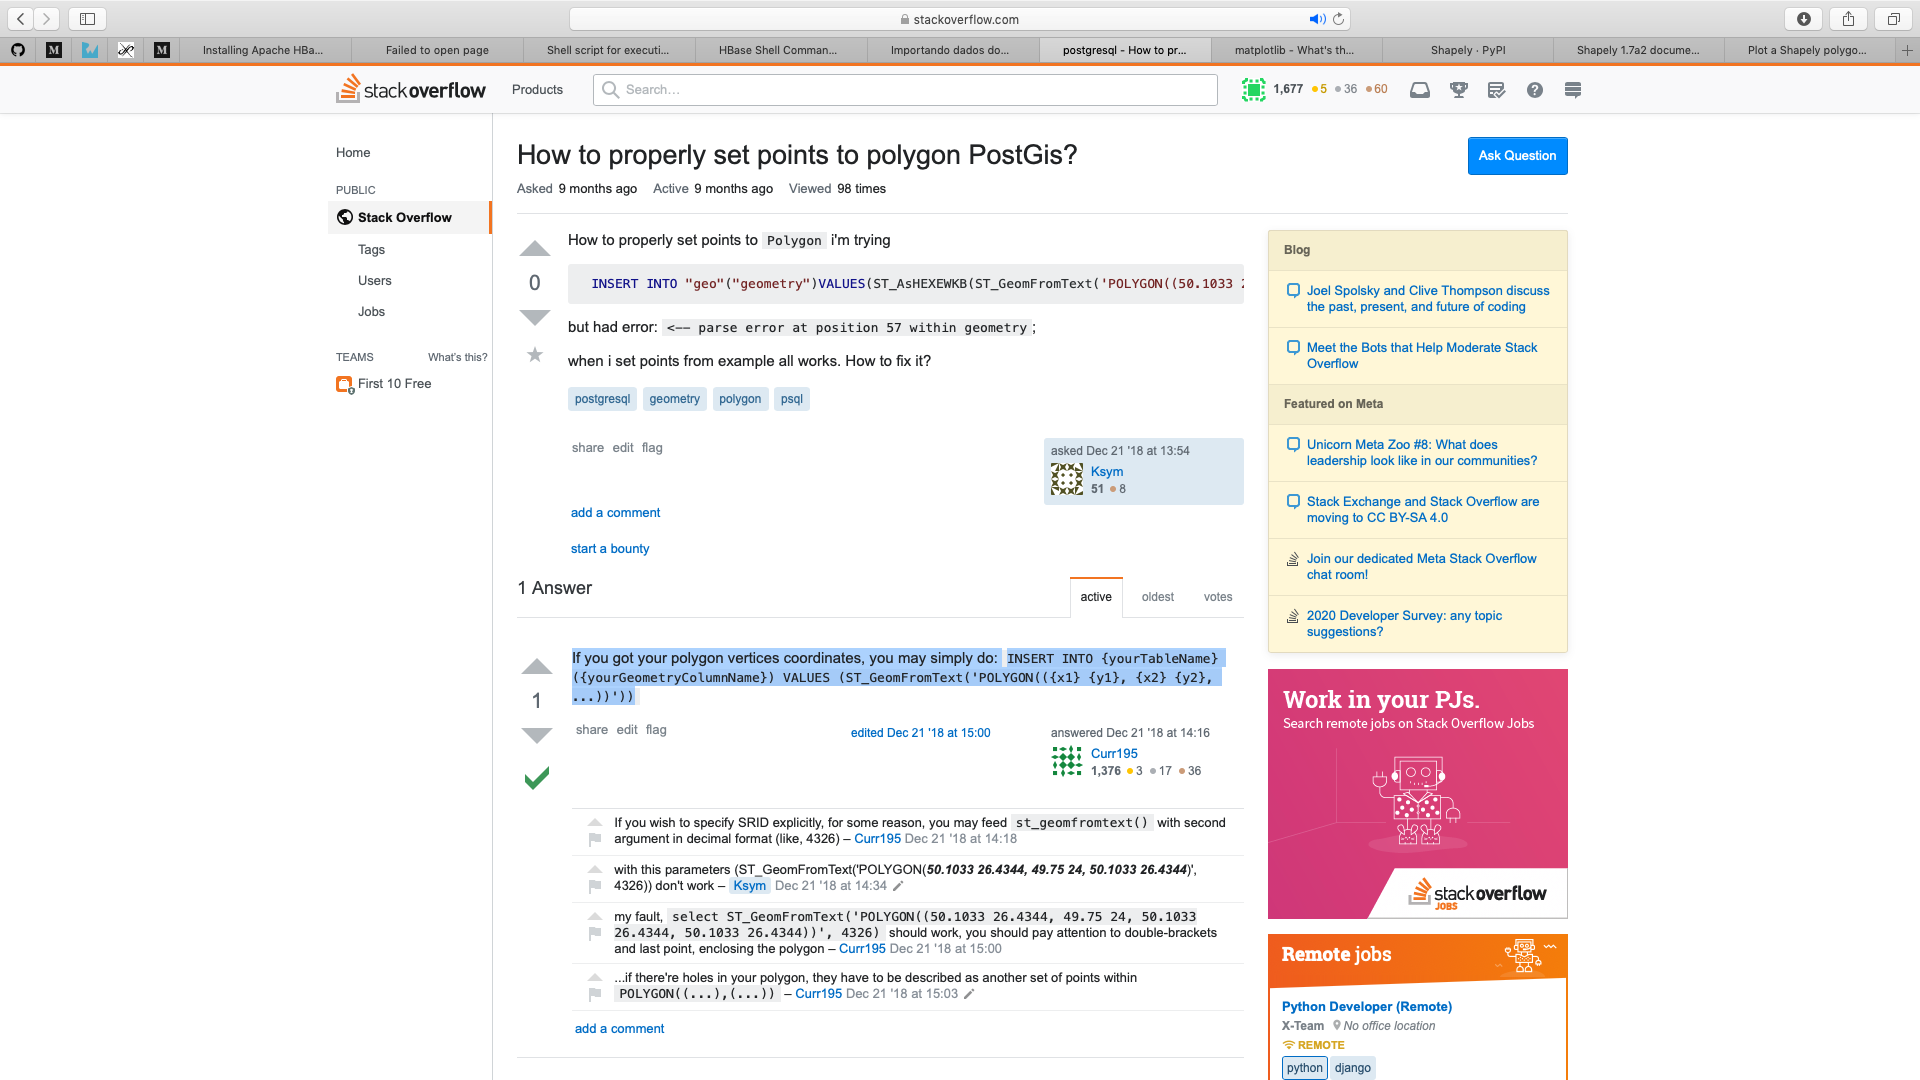 stackoverflow.com
Installing Apache HBa...
Failed to open page
Shell script for executi...
HBase Shell Comman...
Importando dados do...
postgresql - How to pr...
matplotlib - What's th...
Shapely · PyPI
Shapely 1.7a2 docume...
Plot a Shapely polygo...
stackoverflow
Products
Search...
1,677 5 36 60
Home
PUBLIC
Stack Overflow
Tags
Users
Jobs
TEAMS What's this?
First 10 Free
How to properly set points to polygon PostGis?
Ask Question
Asked 9 months ago Active 9 months ago Viewed 98 times
0
How to properly set points to Polygon i'm trying
INSERT INTO "geo"("geometry")VALUES(ST_AsHEXEWKB(ST_GeomFromText('POLYGON((50.1033
but had error: <-- parse error at position 57 within geometry ;
when i set points from example all works. How to fix it?
postgresql geometry polygon psql
share edit flag
asked Dec 21 '18 at 13:54
Ksym
51 8
add a comment
start a bounty
1 Answer
active oldest votes
1
If you got your polygon vertices coordinates, you may simply do: INSERT INTO {yourTableName}
({yourGeometryColumnName}) VALUES (ST_GeomFromText('POLYGON(({x1} {y1}, {x2} {y2},
...))'))
share edit flag
edited Dec 21 '18 at 15:00
answered Dec 21 '18 at 14:16
Curr195
1,376 3 17 36
If you wish to specify SRID explicitly, for some reason, you may feed st_geomfromtext() with second
argument in decimal format (like, 4326) – Curr195 Dec 21 '18 at 14:18
with this parameters (ST_GeomFromText('POLYGON(50.1033 26.4344, 49.75 24, 50.1033 26.4344)',
4326)) don't work – Ksym Dec 21 '18 at 14:34
my fault, select ST_GeomFromText('POLYGON((50.1033 26.4344, 49.75 24, 50.1033
26.4344, 50.1033 26.4344))', 4326) should work, you should pay attention to double-brackets
and last point, enclosing the polygon – Curr195 Dec 21 '18 at 15:00
...if there're holes in your polygon, they have to be described as another set of points within
POLYGON((...),(...)) – Curr195 Dec 21 '18 at 15:03
add a comment
Blog
Joel Spolsky and Clive Thompson discuss
the past, present, and future of coding
Meet the Bots that Help Moderate Stack
Overflow
Featured on Meta
Unicorn Meta Zoo #8: What does
leadership look like in our communities?
Stack Exchange and Stack Overflow are
moving to CC BY-SA 4.0
Join our dedicated Meta Stack Overflow
chat room!
2020 Developer Survey: any topic
suggestions?
Work in your PJs.
Search remote jobs on Stack Overflow Jobs
stackoverflow
JOBS
Remote jobs
Python Developer (Remote)
X-Team No office location
REMOTE
python django